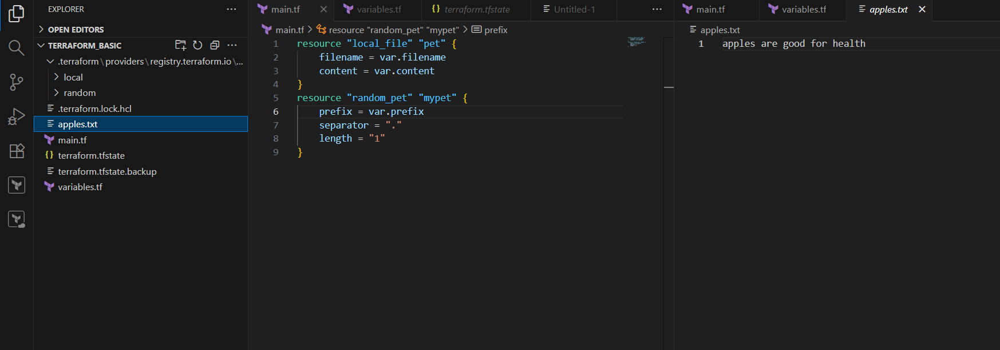 EXPLORER
OPEN EDITORS
TERRAFORM_BASIC
.terraform \ providers \ registry.terraform.io \ ...
local
random
.terraform.lock.hcl
apples.txt
main.tf
terraform.tfstate
terraform.tfstate.backup
variables.tf
main.tf variables.tf terraform.tfstate Untitled-1
main.tf > resource "random_pet" "mypet" > prefix
1 resource "local_file" "pet" {
2 filename = var.filename
3 content = var.content
4 }
5 resource "random_pet" "mypet" {
6 prefix = var.prefix
7 separator = "."
8 length = "1"
9 }
main.tf variables.tf apples.txt
apples.txt
1 apples are good for health